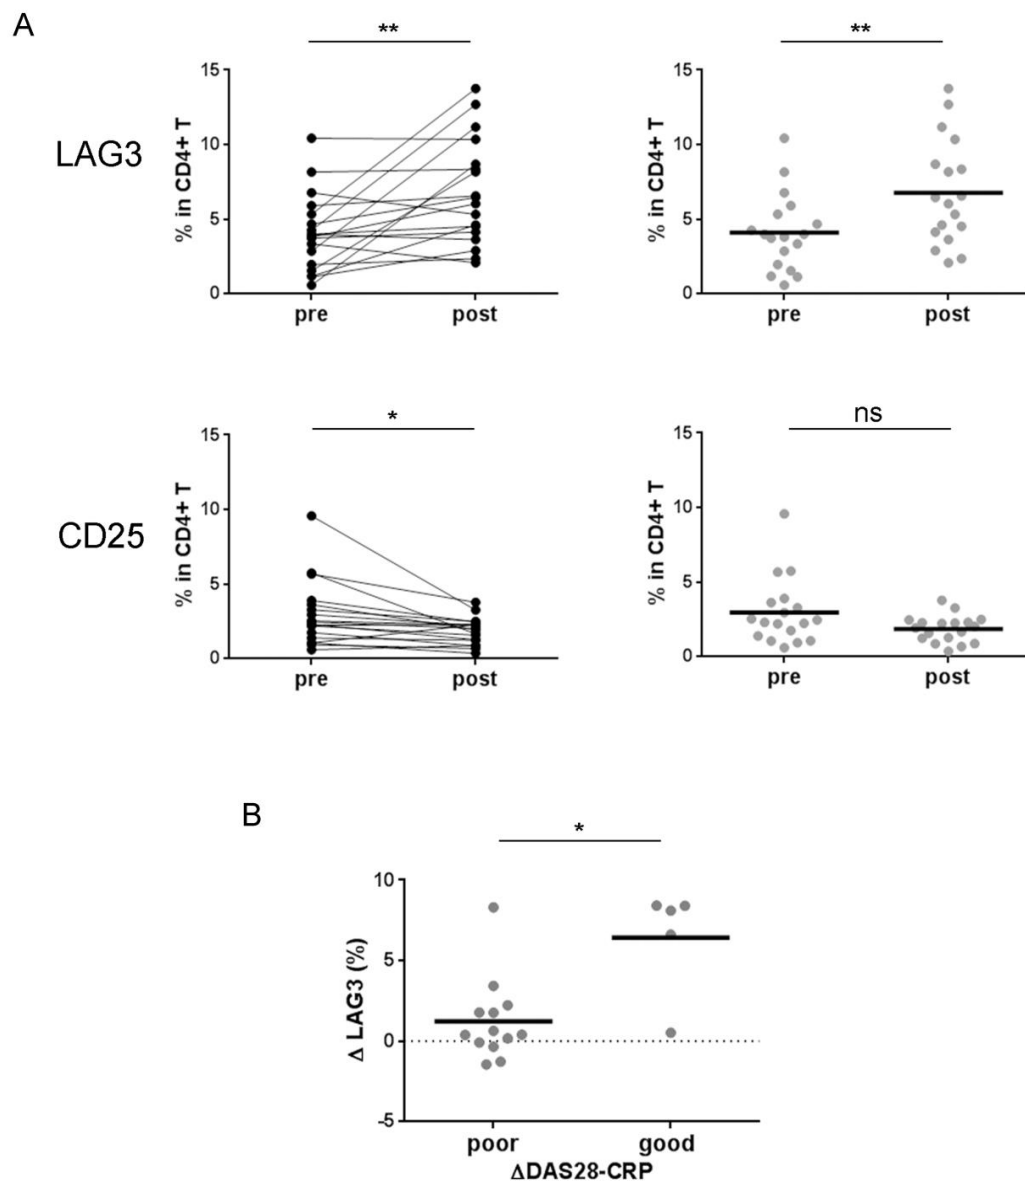 A
**
**
LAG3
% in CD4+ T
15
10
5
0
pre
post
% in CD4+ T
15
10
5
0
pre
post
*
ns
CD25
% in CD4+ T
15
10
5
0
pre
post
% in CD4+ T
15
10
5
0
pre
post
B
*
Δ LAG3 (%)
10
5
0
-5
poor
good
ΔDAS28-CRP